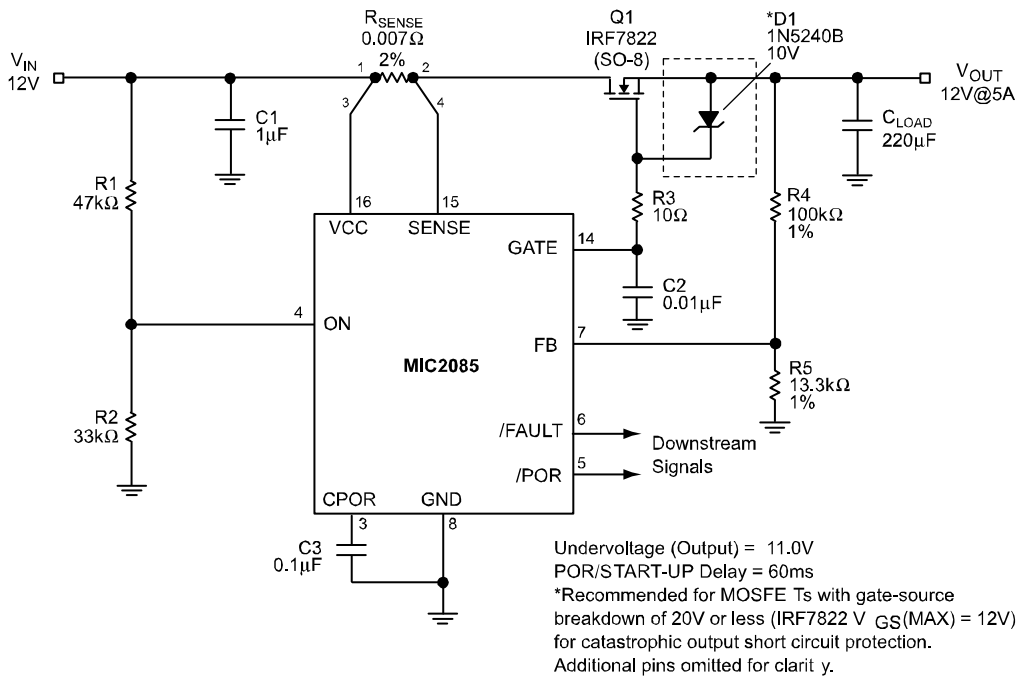 RSENSE
0.007Ω
2%
Q1
IRF7822
(SO-8)
*D1
1N5240B
10V
VIN
12V
1
2
3
4
VOUT
12V@5A
C1
1µF
CLOAD
220µF
R1
47kΩ
16
15
VCC
SENSE
R3
10Ω
R4
100kΩ
1%
GATE
14
C2
0.01µF
4
ON
7
FB
MIC2085
R5
13.3kΩ
1%
R2
33kΩ
/FAULT
6
/POR
5
Downstream
Signals
CPOR
GND
3
8
C3
0.1µF
Undervoltage (Output) = 11.0V
POR/START-UP Delay = 60ms
*Recommended for MOSFE Ts with gate-source
breakdown of 20V or less (IRF7822 V GS(MAX) = 12V)
for catastrophic output short circuit protection.
Additional pins omitted for clarit y.